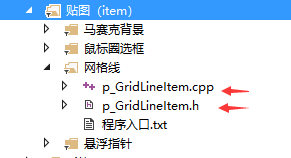 贴图（item）
马赛克背景
鼠标圈选框
网格线
p_GridLineItem.cpp
p_GridLineItem.h
程序入口.txt
悬浮指针